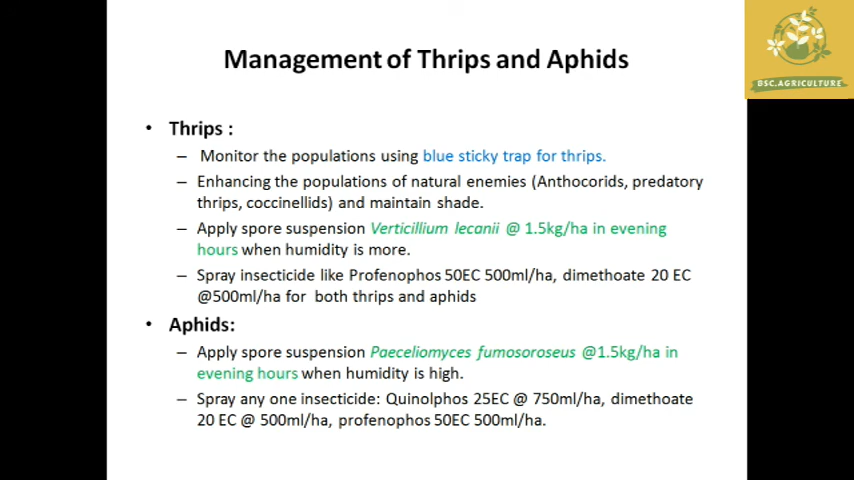 Management of Thrips and Aphids
BSC.AGRICULTURE
• Thrips :
– Monitor the populations using blue sticky trap for thrips.
– Enhancing the populations of natural enemies (Anthocorids, predatory
thrips, coccinellids) and maintain shade.
– Apply spore suspension Verticillium lecanii @ 1.5kg/ha in evening
hours when humidity is more.
– Spray insecticide like Profenophos 50EC 500ml/ha, dimethoate 20 EC
@500ml/ha for both thrips and aphids
• Aphids:
– Apply spore suspension Paeceliomyces fumosoroseus @1.5kg/ha in
evening hours when humidity is high.
– Spray any one insecticide: Quinolphos 25EC @ 750ml/ha, dimethoate
20 EC @ 500ml/ha, profenophos 50EC 500ml/ha.